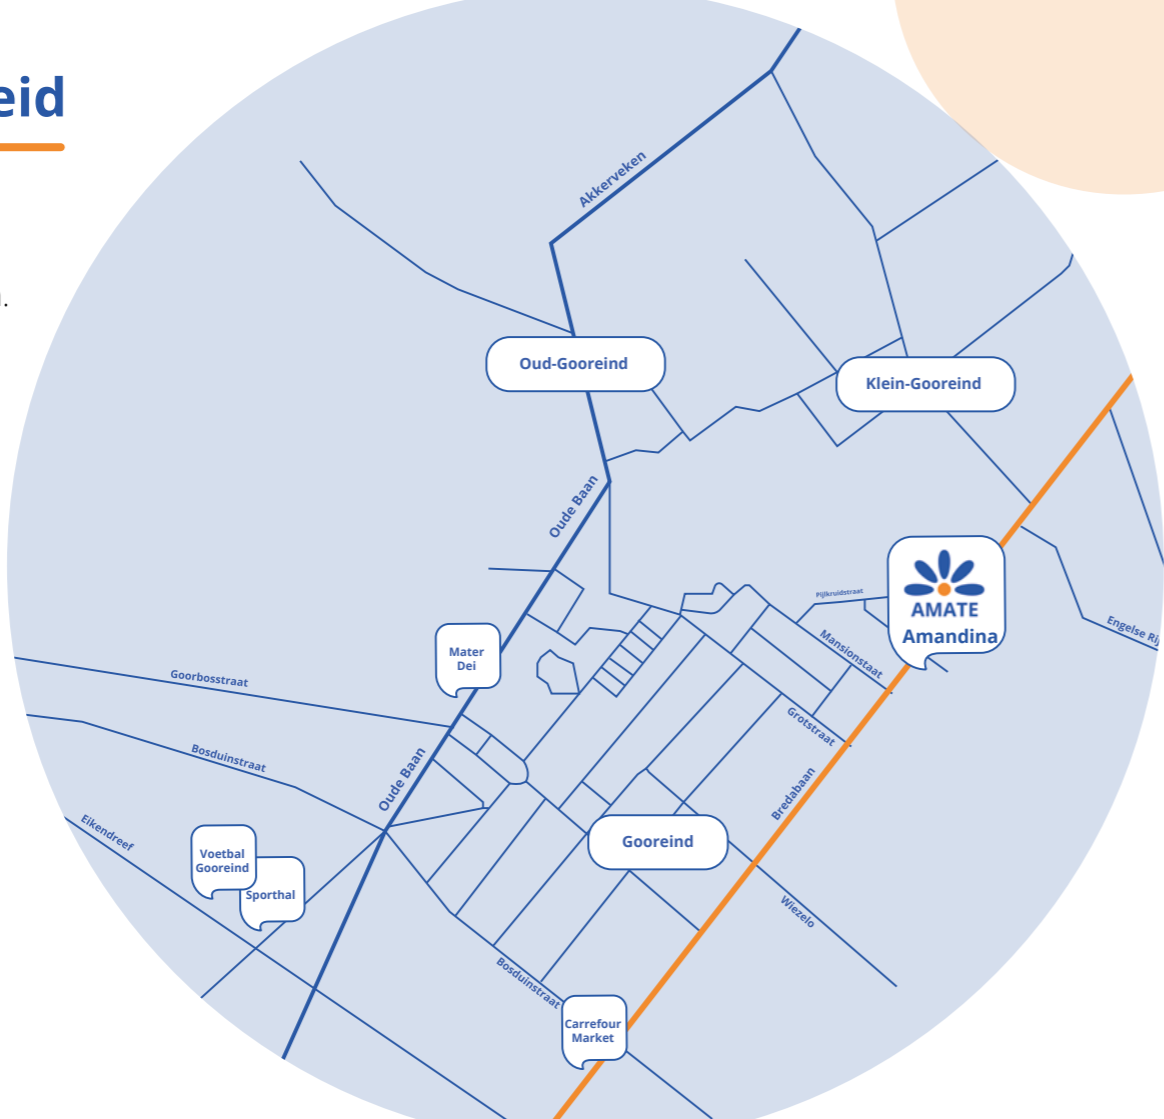 eid
Akkerveken
Oud-Gooreind
Klein-Gooreind
Oude Baan
AMATE
Amandina
Pijlkruidstraat
Mansionstaat
Engelse Rij
Mater
Dei
Goorbosstraat
Grotstraat
Bosduinstraat
Oude Baan
Bredabaan
Eikendreef
Voetbal
Gooreind
Sporthal
Gooreind
Wiezelo
Bosduinstraat
Carrefour
Market